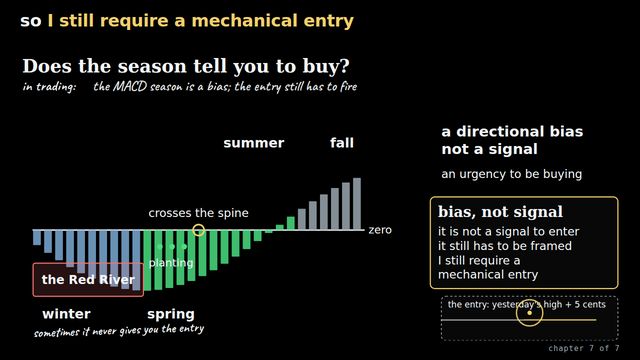 so I still require a mechanical entry
Does the season tell you to buy?
in trading: the MACD season is a bias; the entry still has to fire
summer fall
crosses the spine
zero
planting
the Red River
winter spring
sometimes it never gives you the entry
a directional bias
not a signal
an urgency to be buying
bias, not signal
it is not a signal to enter
it still has to be framed
I still require a
mechanical entry
the entry: yesterday's high + 5 cents
chapter 7 of 7